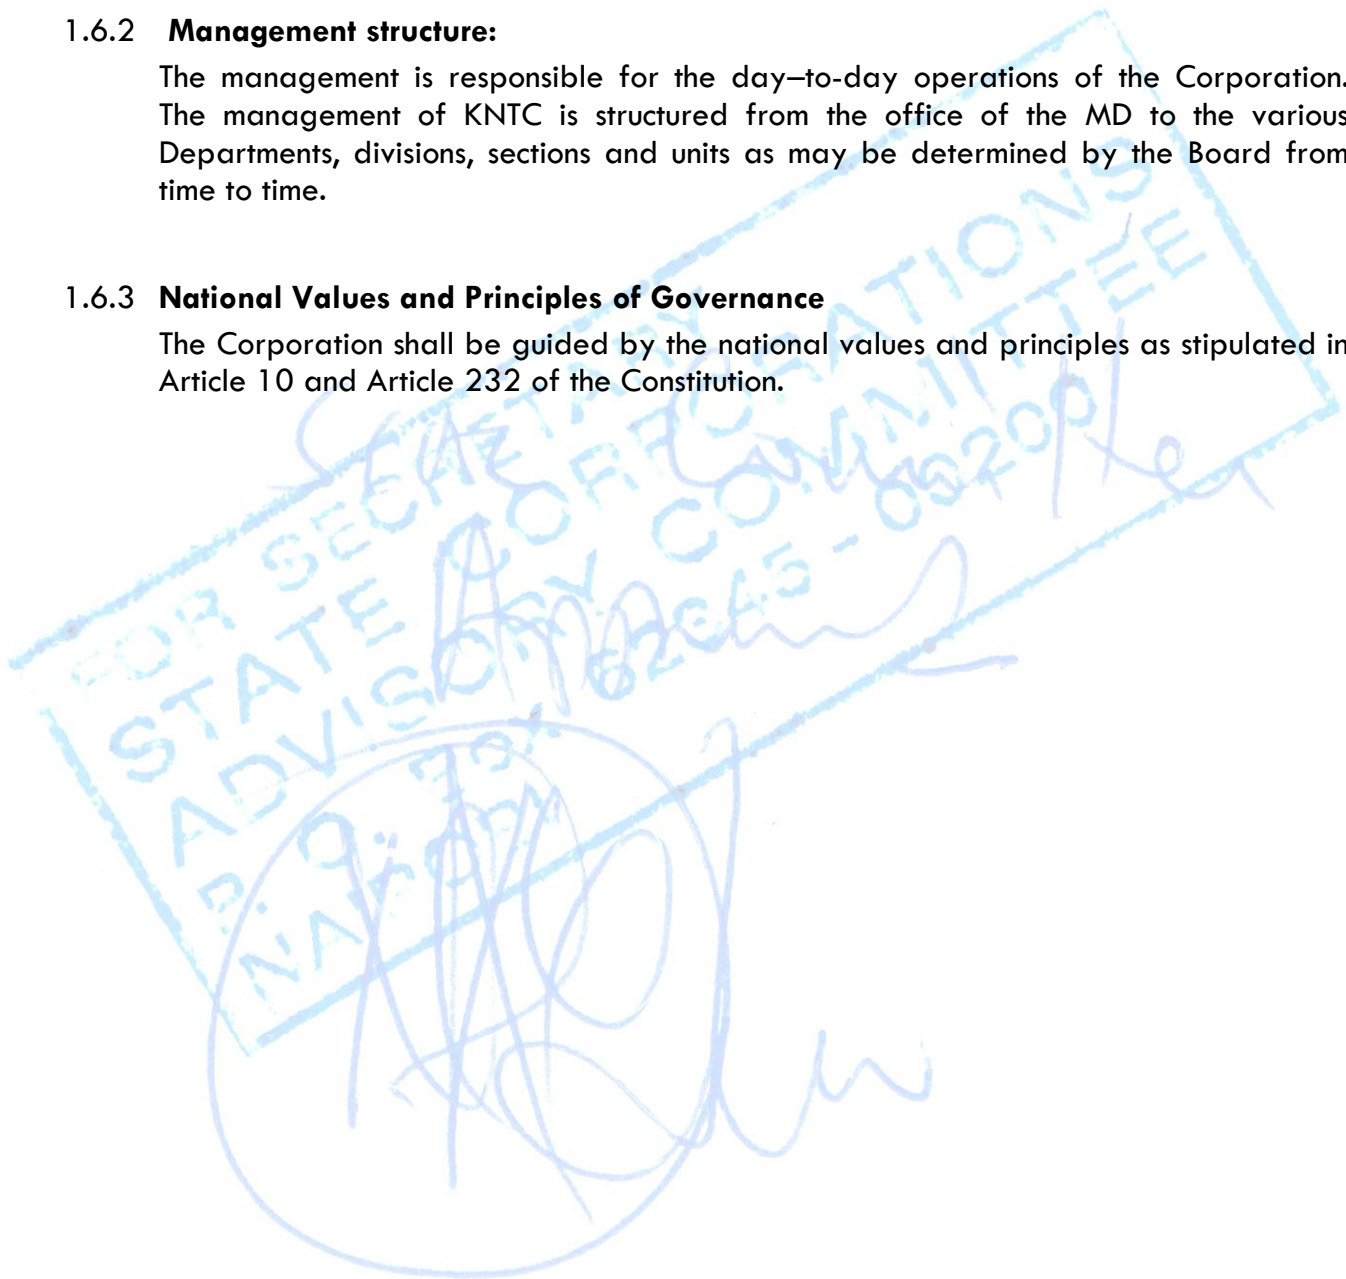 1.6.2 Management structure:
The management is responsible for the day–to-day operations of the Corporation.
The management of KNTC is structured from the office of the MD to the various
Departments, divisions, sections and units as may be determined by the Board from
time to time.
1.6.3 National Values and Principles of Governance
The Corporation shall be guided by the national values and principles as stipulated in
Article 10 and Article 232 of the Constitution.
FOR SECRETARY
STATE CORPORATIONS
ADVISORY COMMITTEE
P. O. BOX 62645 - 00200
NAIROBI